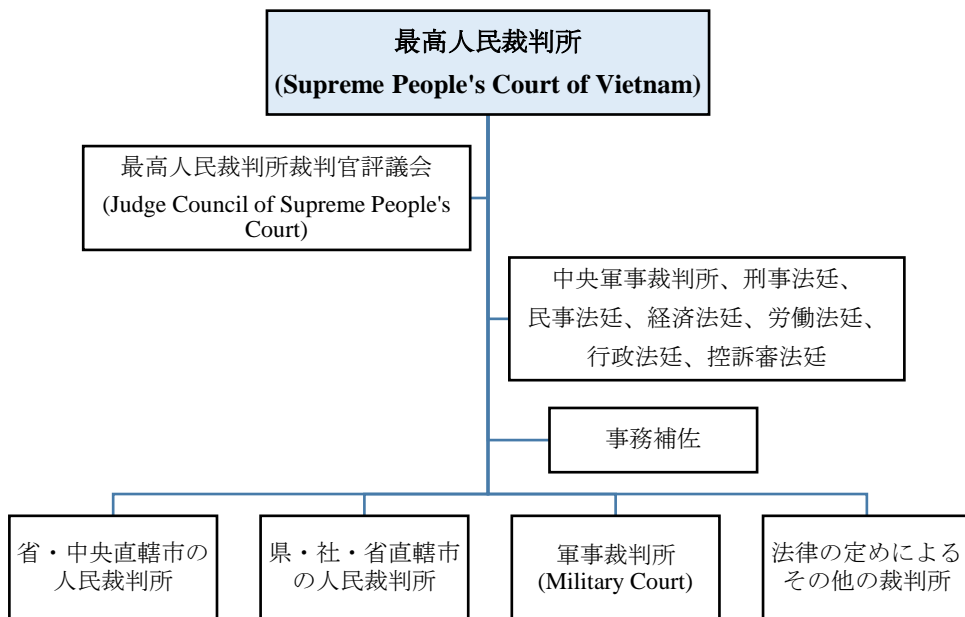 最高人民裁判所
(Supreme People's Court of Vietnam)
最高人民裁判所裁判官評議会
(Judge Council of Supreme People's
Court)
中央軍事裁判所、刑事法廷、
民事法廷、経済法廷、労働法廷、
行政法廷、控訴審法廷
事務補佐
省・中央直轄市の
人民裁判所
県・社・省直轄市
の人民裁判所
軍事裁判所
(Military Court)
法律の定めによる
その他の裁判所